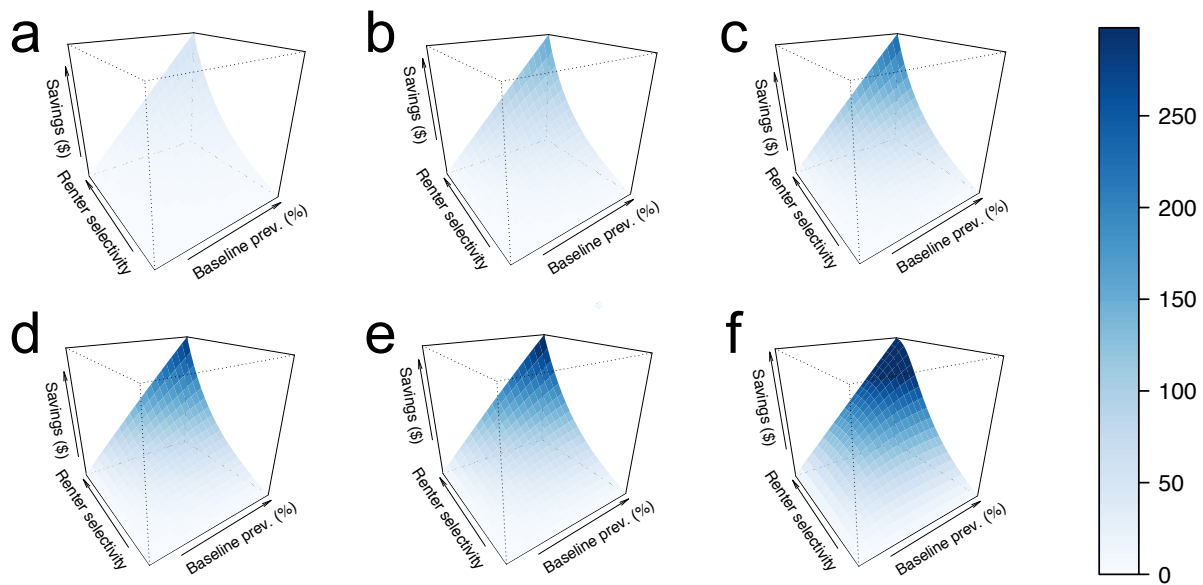 a
Savings ($)
Renter selectivity
Baseline prev. (%)
b
Savings ($)
Renter selectivity
Baseline prev. (%)
c
Savings ($)
Renter selectivity
Baseline prev. (%)
d
Savings ($)
Renter selectivity
Baseline prev. (%)
e
Savings ($)
Renter selectivity
Baseline prev. (%)
f
Savings ($)
Renter selectivity
Baseline prev. (%)
250
200
150
100
50
0